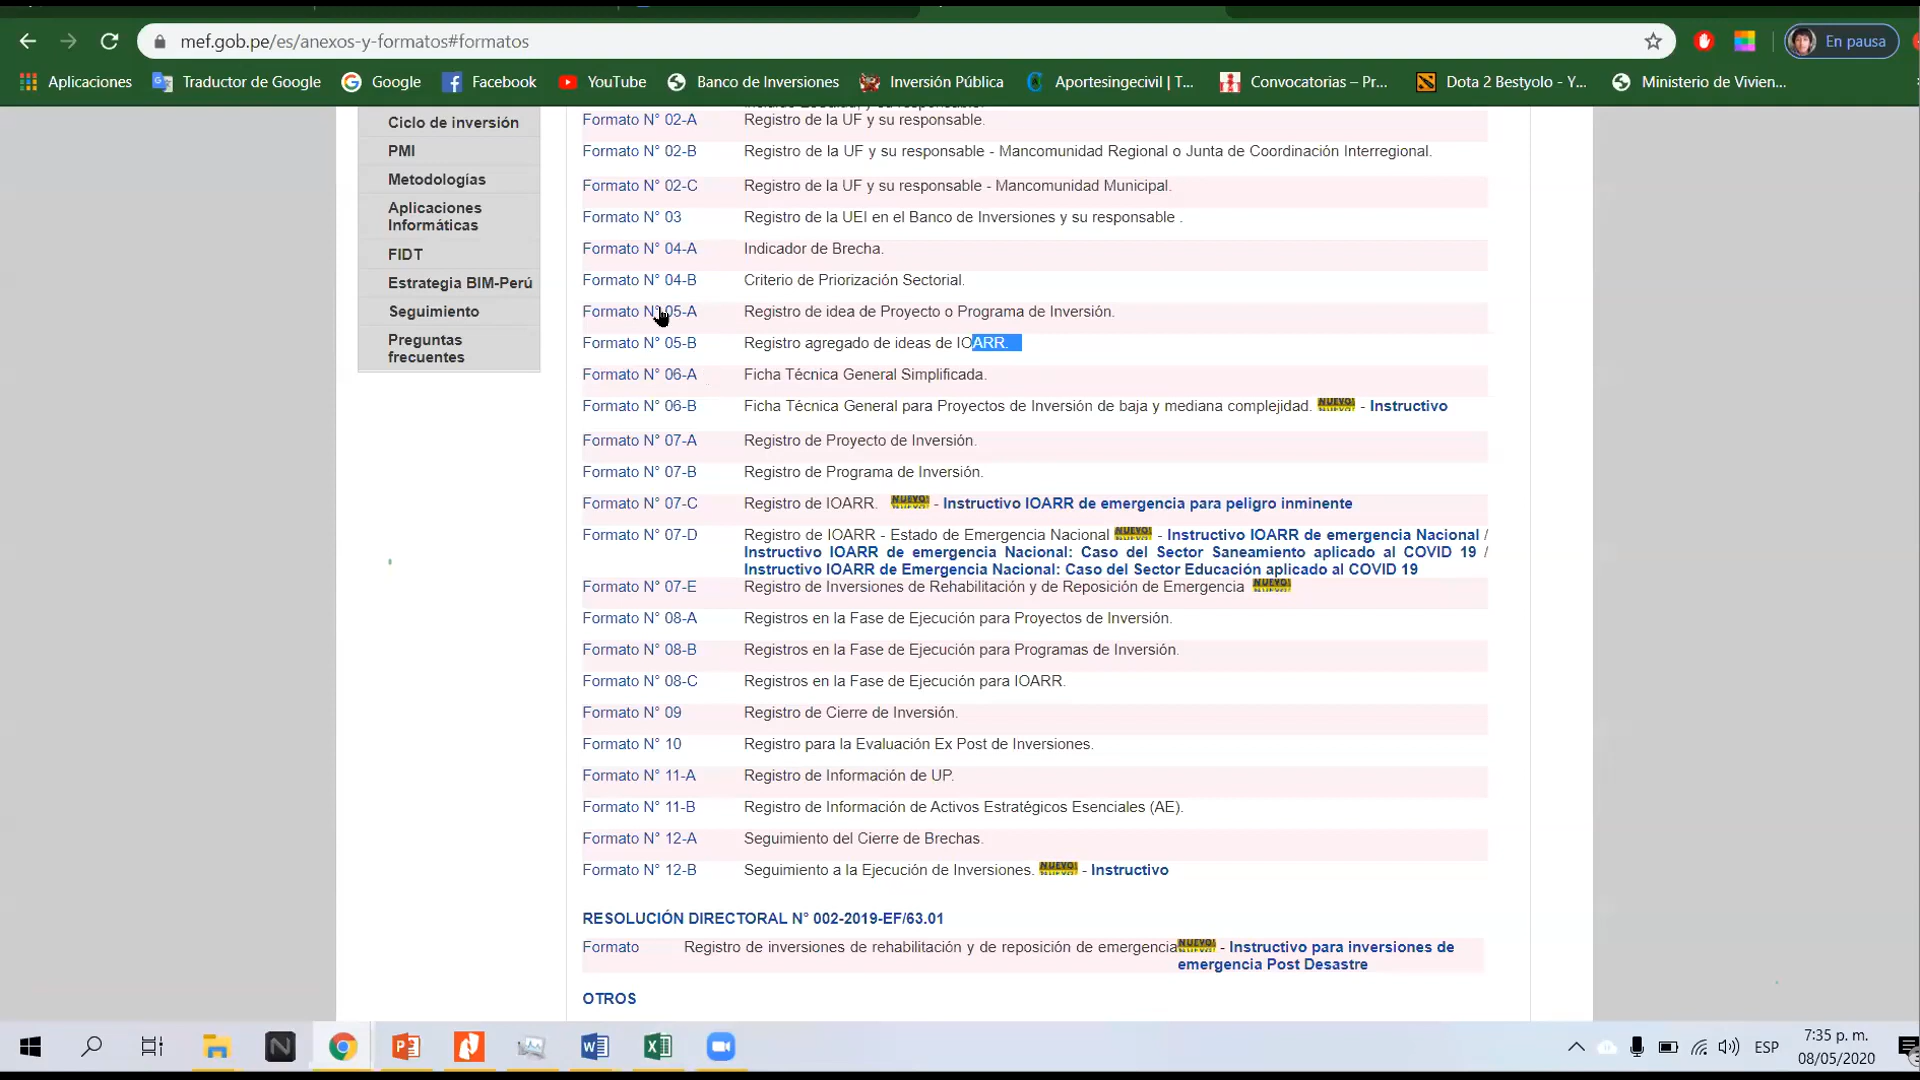 mef.gob.pe/es/anexos-y-formatos#formatos
En pausa
Aplicaciones Traductor de Google Google Facebook YouTube Banco de Inversiones Inversión Pública Aportesingecivil | T... Convocatorias – Pr... Dota 2 Bestyolo - Y... Ministerio de Vivien...
Ciclo de inversión
PMI
Metodologías
Aplicaciones
Informáticas
FIDT
Estrategia BIM-Perú
Seguimiento
Preguntas
frecuentes
Formato N° 02-A Registro de la UF y su responsable.
Formato N° 02-B Registro de la UF y su responsable - Mancomunidad Regional o Junta de Coordinación Interregional.
Formato N° 02-C Registro de la UF y su responsable - Mancomunidad Municipal.
Formato N° 03 Registro de la UEI en el Banco de Inversiones y su responsable .
Formato N° 04-A Indicador de Brecha.
Formato N° 04-B Criterio de Priorización Sectorial.
Formato N° 05-A Registro de idea de Proyecto o Programa de Inversión.
Formato N° 05-B Registro agregado de ideas de IOARR.
Formato N° 06-A Ficha Técnica General Simplificada.
Formato N° 06-B Ficha Técnica General para Proyectos de Inversión de baja y mediana complejidad. NUEVO! - Instructivo
Formato N° 07-A Registro de Proyecto de Inversión.
Formato N° 07-B Registro de Programa de Inversión.
Formato N° 07-C Registro de IOARR. NUEVO! - Instructivo IOARR de emergencia para peligro inminente
Formato N° 07-D Registro de IOARR - Estado de Emergencia Nacional NUEVO! - Instructivo IOARR de emergencia Nacional /
Instructivo IOARR de emergencia Nacional: Caso del Sector Saneamiento aplicado al COVID 19 /
Instructivo IOARR de Emergencia Nacional: Caso del Sector Educación aplicado al COVID 19
Formato N° 07-E Registro de Inversiones de Rehabilitación y de Reposición de Emergencia NUEVO!
Formato N° 08-A Registros en la Fase de Ejecución para Proyectos de Inversión.
Formato N° 08-B Registros en la Fase de Ejecución para Programas de Inversión.
Formato N° 08-C Registros en la Fase de Ejecución para IOARR.
Formato N° 09 Registro de Cierre de Inversión.
Formato N° 10 Registro para la Evaluación Ex Post de Inversiones.
Formato N° 11-A Registro de Información de UP.
Formato N° 11-B Registro de Información de Activos Estratégicos Esenciales (AE).
Formato N° 12-A Seguimiento del Cierre de Brechas.
Formato N° 12-B Seguimiento a la Ejecución de Inversiones. NUEVO! - Instructivo
RESOLUCIÓN DIRECTORAL N° 002-2019-EF/63.01
Formato Registro de inversiones de rehabilitación y de reposición de emergencia NUEVO! - Instructivo para inversiones de
emergencia Post Desastre
OTROS
ESP
7:35 p. m.
08/05/2020